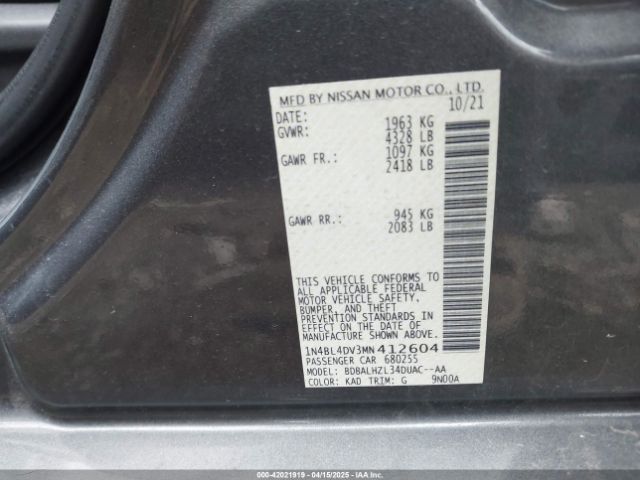 MFD BY NISSAN MOTOR CO., LTD.
DATE: 10/21
GVWR: 1963 KG
4328 LB
GAWR FR.: 1097 KG
2418 LB
GAWR RR.: 945 KG
2083 LB
THIS VEHICLE CONFORMS TO
ALL APPLICABLE FEDERAL
MOTOR VEHICLE SAFETY,
BUMPER, AND THEFT
PREVENTION STANDARDS IN
EFFECT ON THE DATE OF
MANUFACTURE SHOWN ABOVE.
1N4BL4DV3MN412604
PASSENGER CAR 680255
MODEL: BDBALHZL34DUAC--AA
COLOR: KAD TRIM: G 9N00A
000-42021919 - 04/15/2025 - IAAI.COM